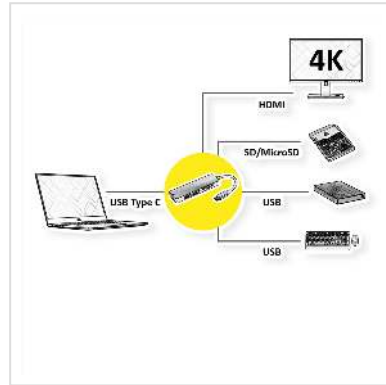 4K
HDMI
SD/MicroSD
USB Type C
USB
USB